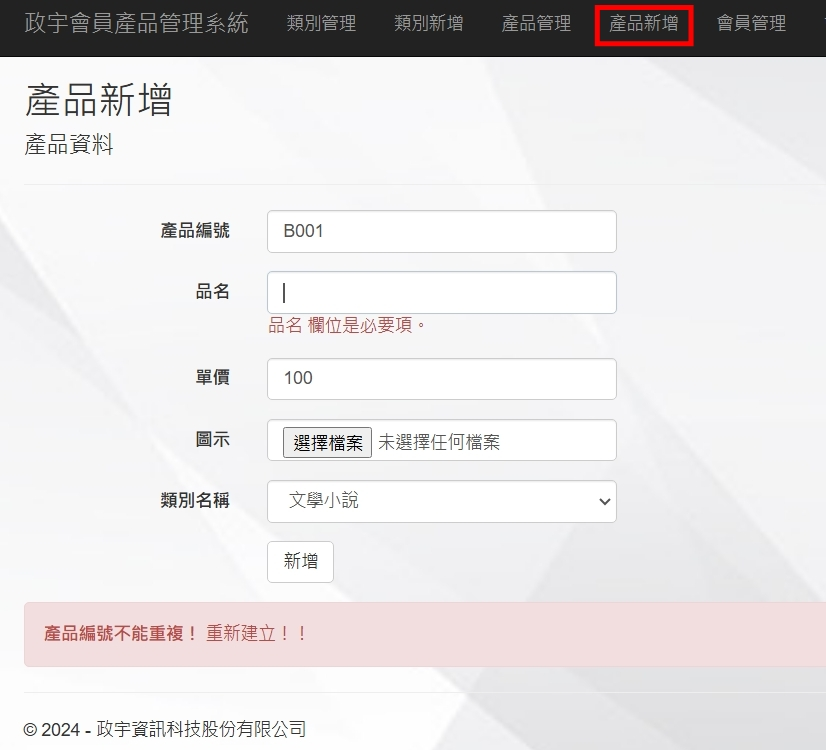 政宇會員產品管理系統 類別管理 類別新增 產品管理 產品新增 會員管理
產品新增
產品資料
產品編號 B001
品名
品名 欄位是必要項。
單價 100
圖示 選擇檔案 未選擇任何檔案
類別名稱 文學小說
新增
產品編號不能重複！ 重新建立！！
© 2024 - 政宇資訊科技股份有限公司